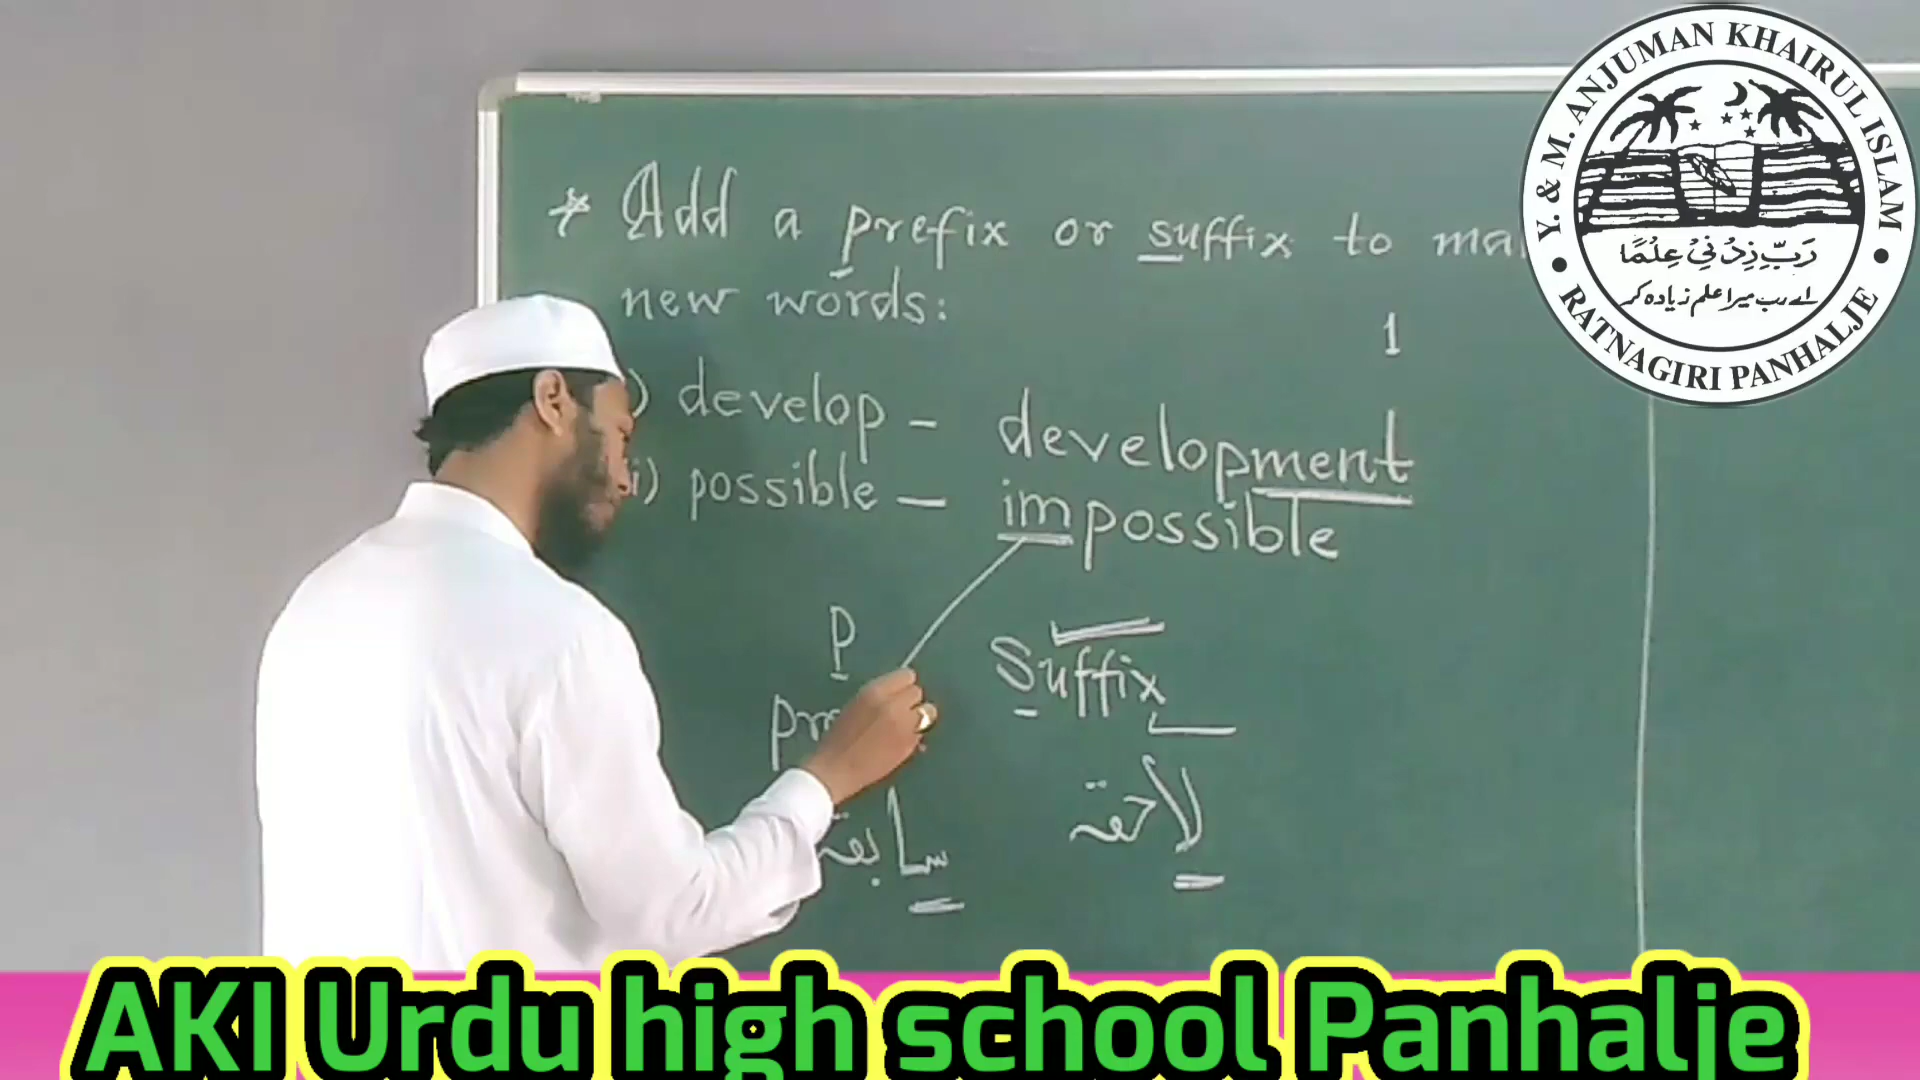 * Add a prefix or suffix to
new words:
) develop - development
i) possible - impossible
1
P
Suffix
سابقہ
لاحقہ
Y. & M. ANJUMAN KHAIRUL ISLAM
رَبِّ زِدْ نِي عِلْمًا
اے رب میرا علم زیادہ کر
RATNAGIRI PANHALJE
AKI Urdu high school Panhalje